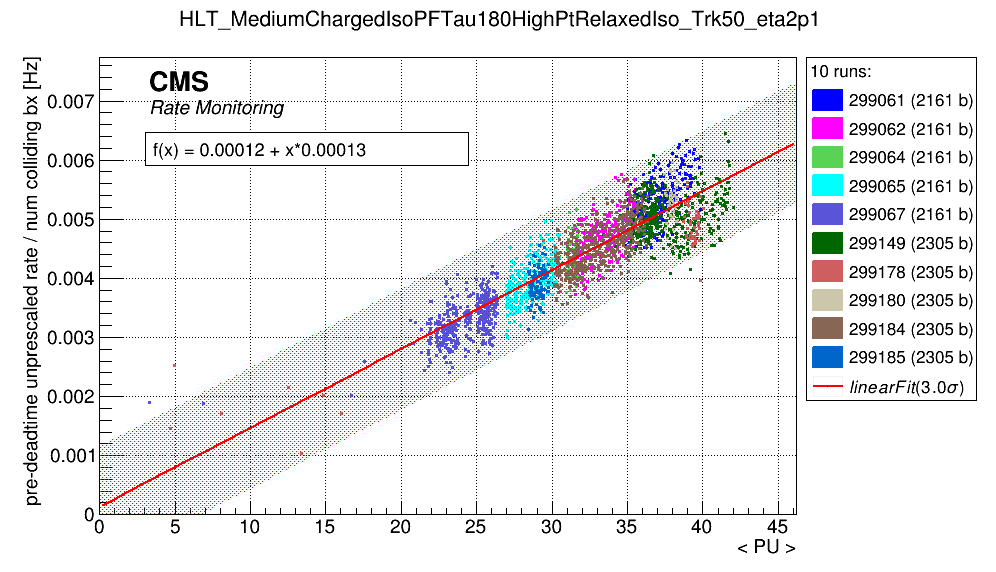 HLT_MediumChargedIsoPFTau180HighPtRelaxedIso_Trk50_eta2p1
pre-deadtime unprescaled rate / num colliding bx [Hz]
CMS
Rate Monitoring
f(x) = 0.00012 + x*0.00013
0.007
0.006
0.005
0.004
0.003
0.002
0.001
0
0 5 10 15 20 25 30 35 40 45
< PU >
10 runs:
299061 (2161 b)
299062 (2161 b)
299064 (2161 b)
299065 (2161 b)
299067 (2161 b)
299149 (2305 b)
299178 (2305 b)
299180 (2305 b)
299184 (2305 b)
299185 (2305 b)
linearFit(3.0σ)